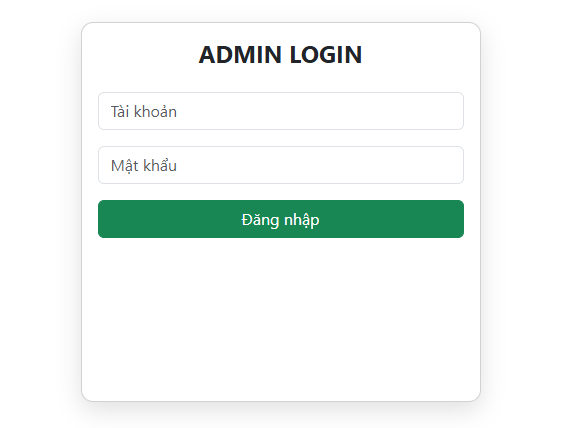 ADMIN LOGIN
Tài khoản
Mật khẩu
Đăng nhập